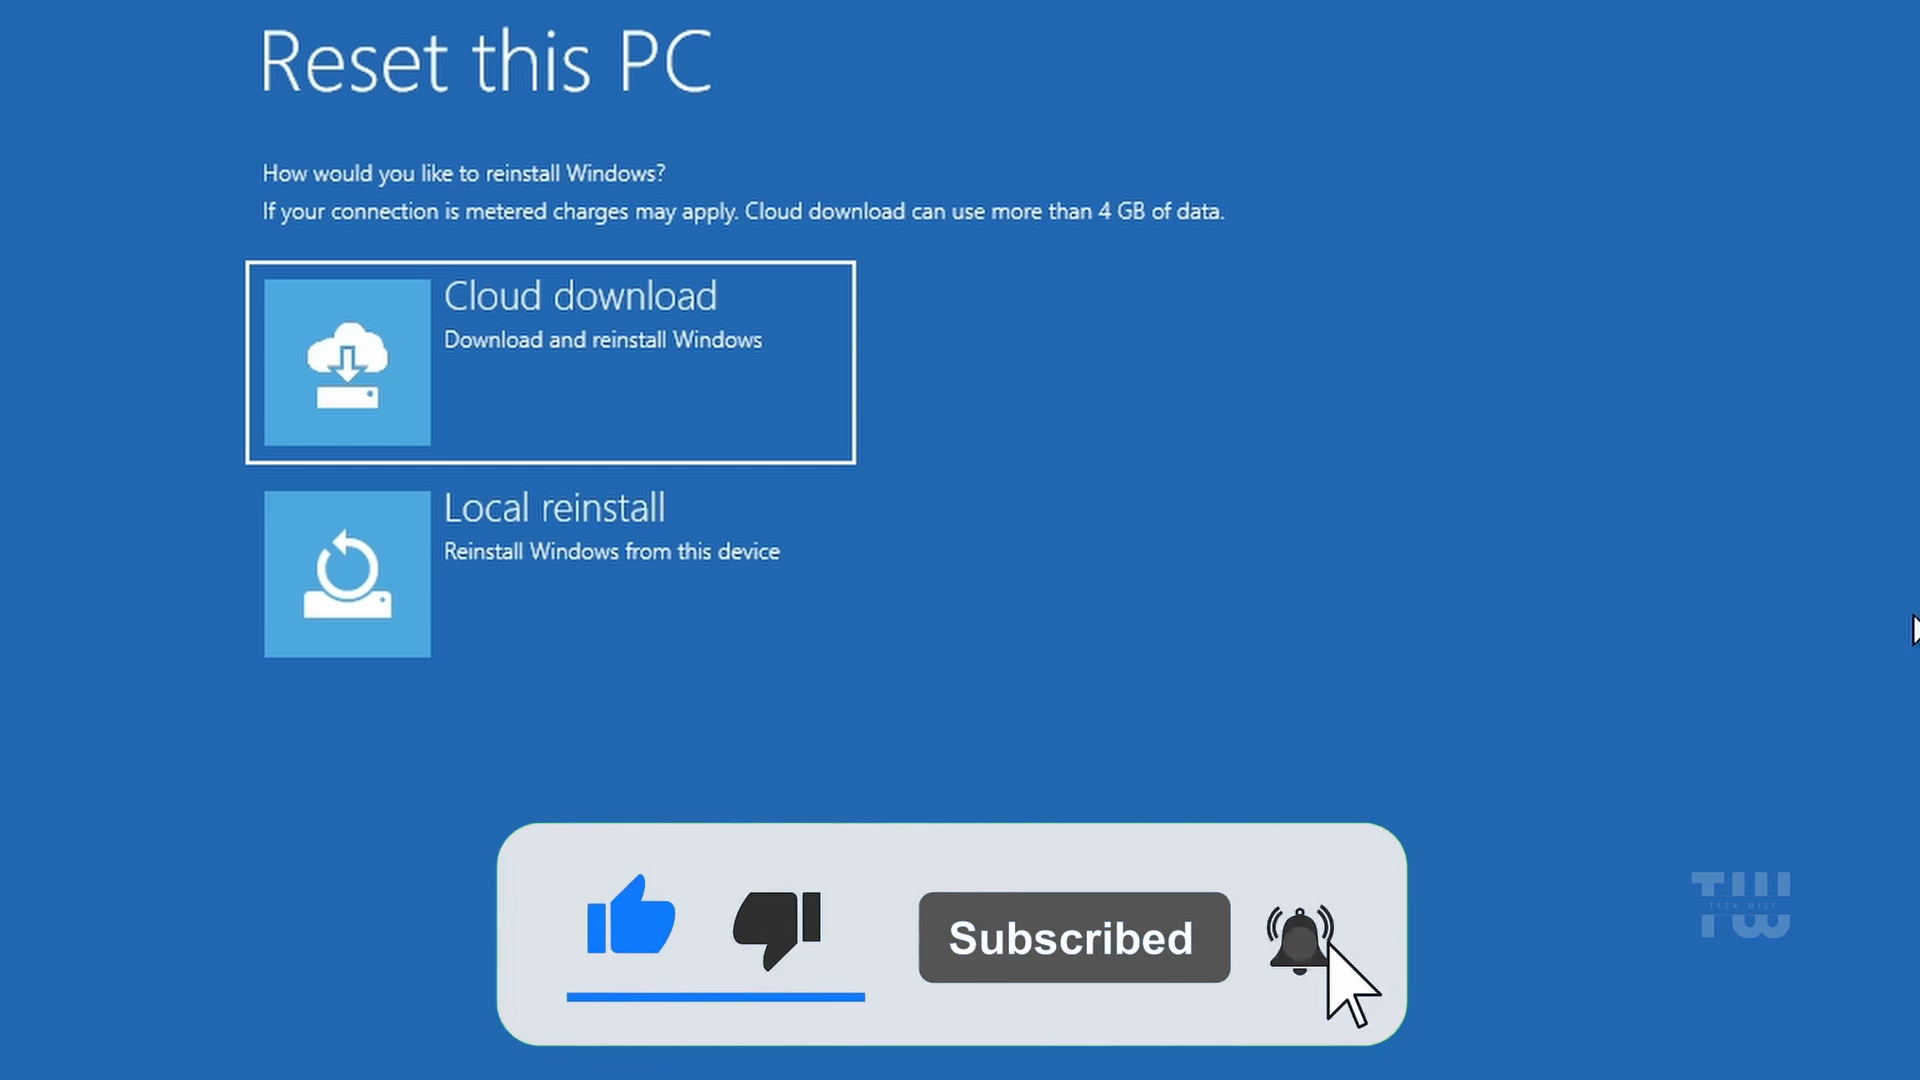 Reset this PC
How would you like to reinstall Windows?
If your connection is metered charges may apply. Cloud download can use more than 4 GB of data.
Cloud download
Download and reinstall Windows
Local reinstall
Reinstall Windows from this device
Subscribed
TW
TECH WISE